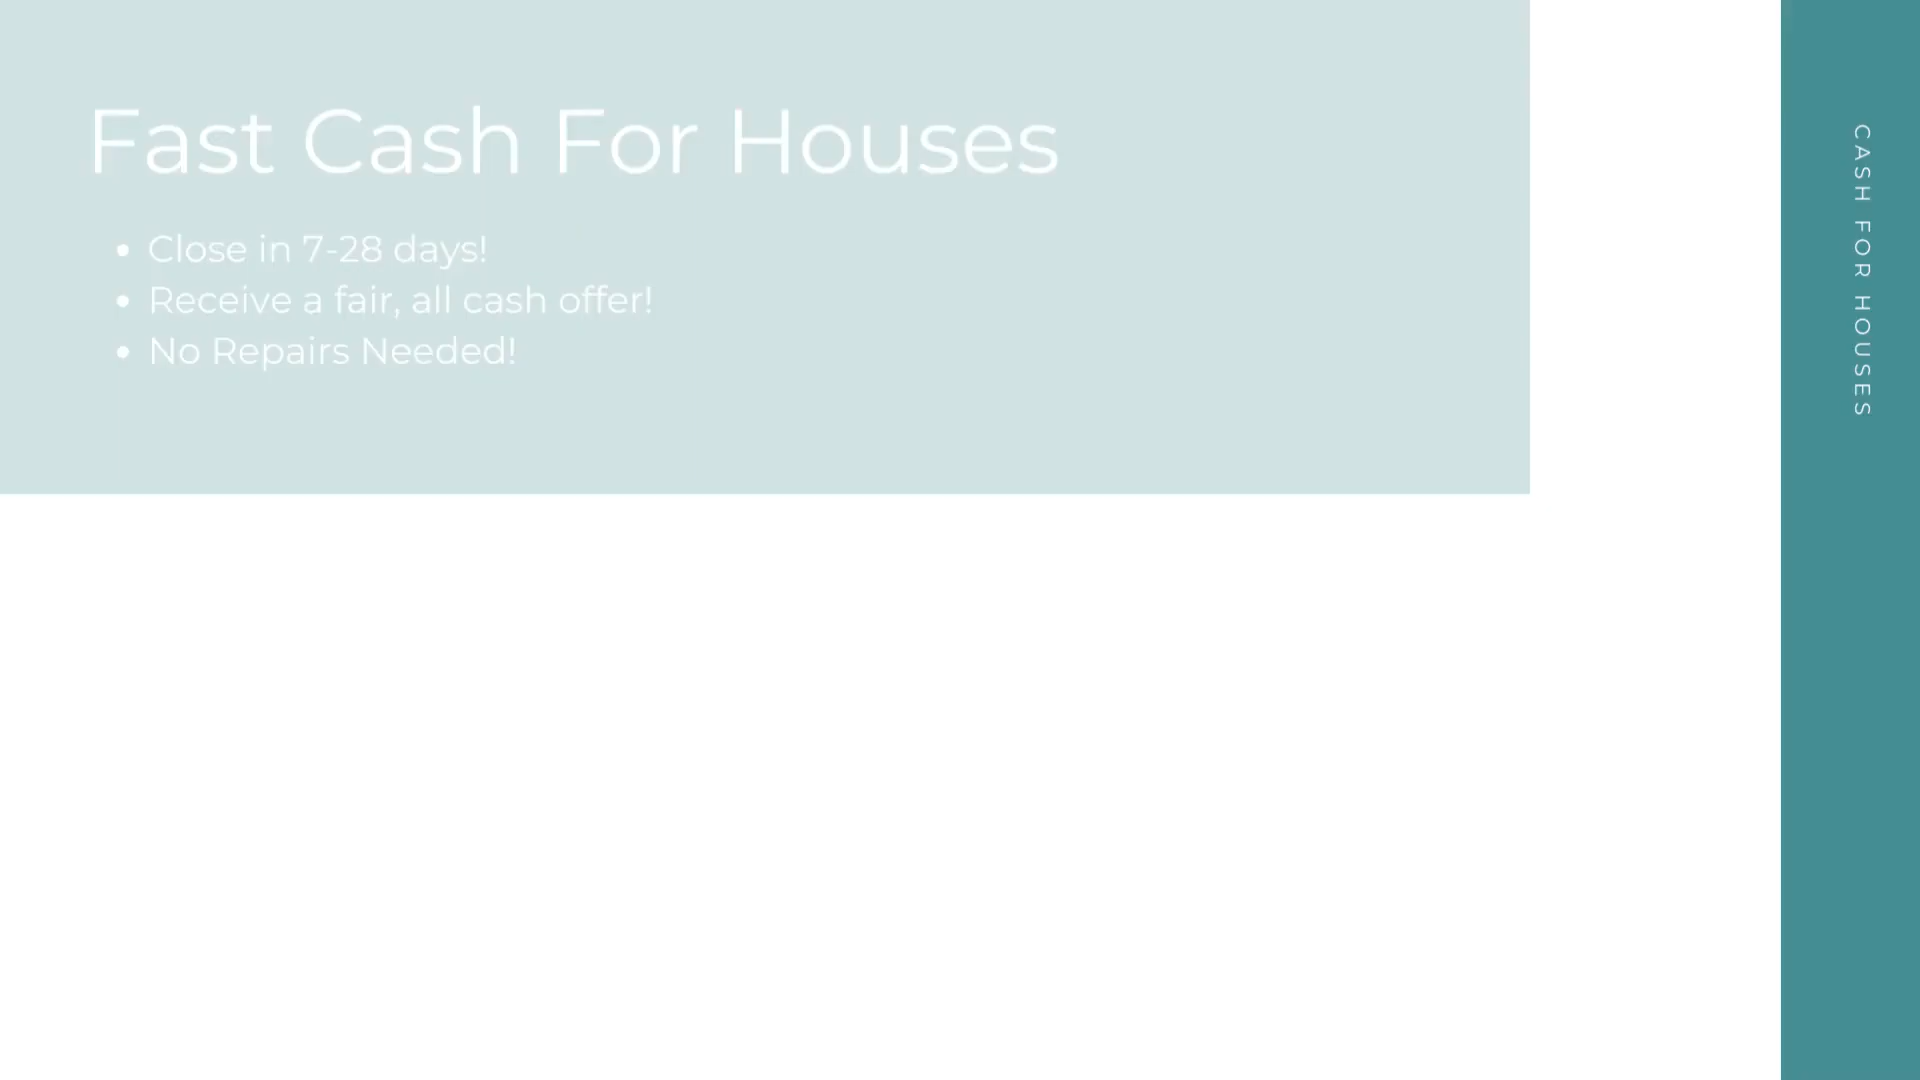 Fast Cash For Houses
• Close in 7-28 days!
• Receive a fair, all cash offer!
• No Repairs Needed!
CASH FOR HOUSES